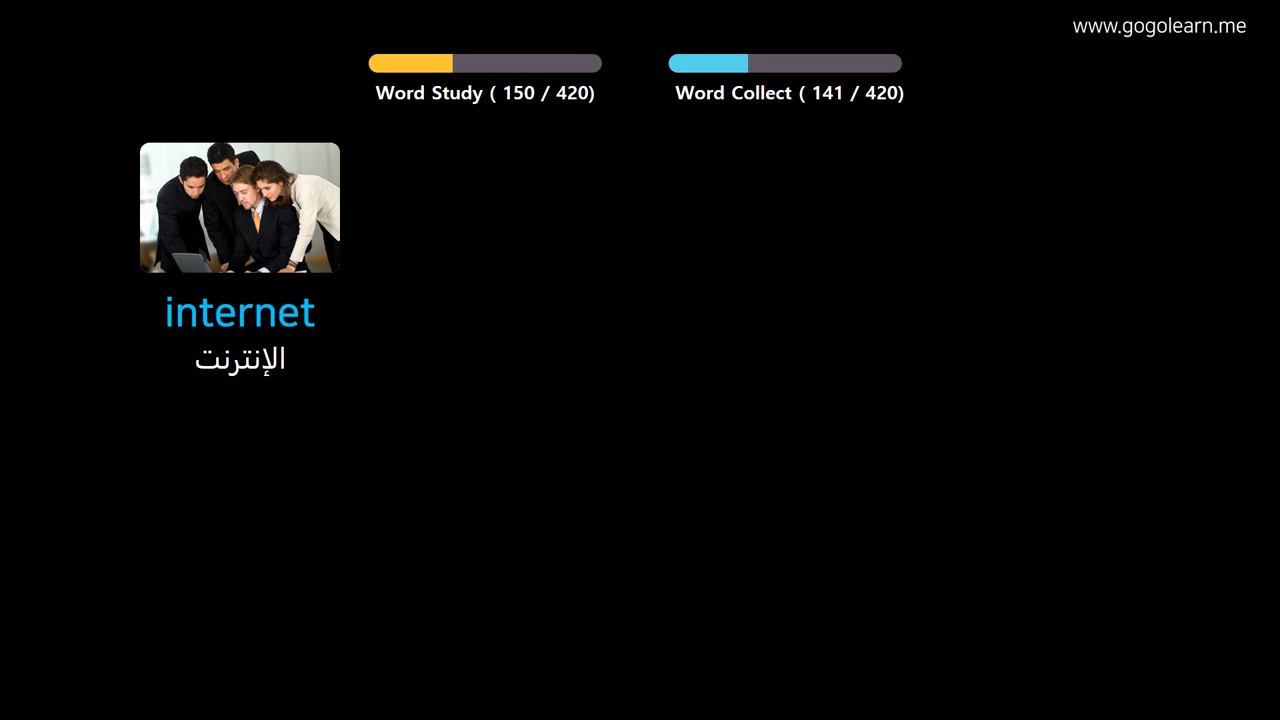 www.gogolearn.me
Word Study ( 150 / 420)
Word Collect ( 141 / 420)
internet
الإنترنت